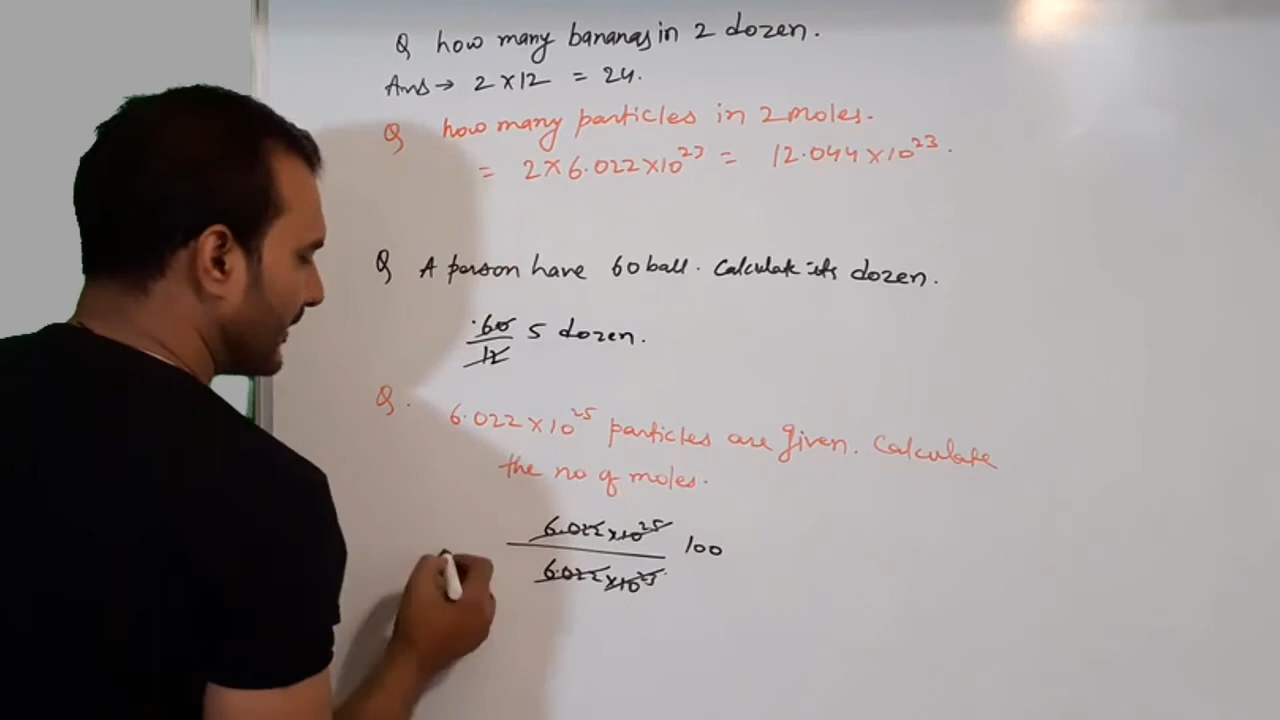 Q how many bananas in 2 dozen.
Ans → 2 × 12 = 24.
Q how many particles in 2 moles.
= 2 × 6.022 × 10²³ = 12.044 × 10²³.
Q A person have 60 ball. Calculate its dozen.
60/12 5 dozen.
Q. 6.022 × 10²⁵ particles are given. Calculate
the no of moles.
6.022 × 10²⁵ / 6.022 × 10²³ 100